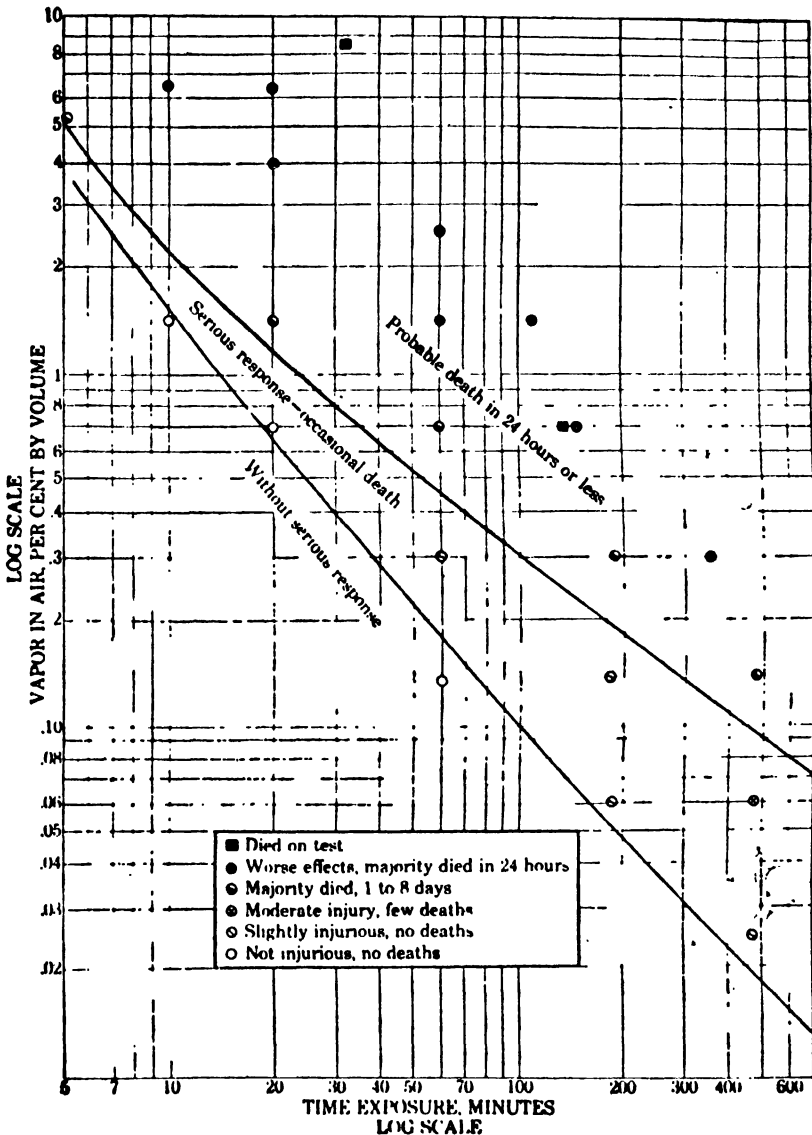 10
8
6
5
4
3
2
1
.8
.6
.5
.4
.3
.2
.10
.08
.06
.05
.04
.03
.02
LOG SCALE
VAPOR IN AIR, PER CENT BY VOLUME
Serious response - occasional death
Without serious response
Probable death in 24 hours or less
Died on test
Worse effects, majority died in 24 hours
Majority died, 1 to 8 days
Moderate injury, few deaths
Slightly injurious, no deaths
Not injurious, no deaths
5 7 10 20 30 40 50 70 100 200 300 400 600
TIME EXPOSURE, MINUTES
LOG SCALE